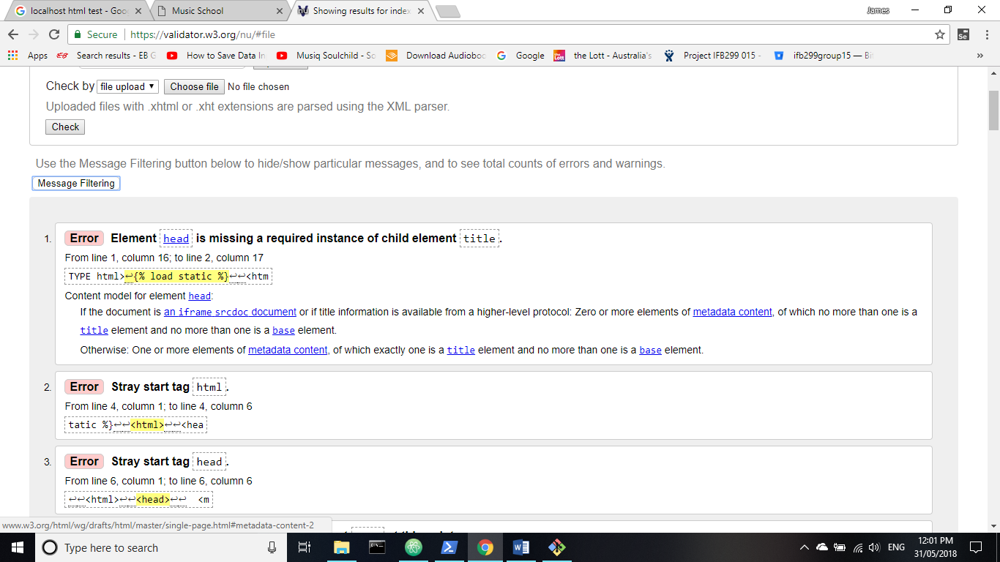 localhost html test - Goo
Music School
Showing results for index
James
Secure
https://validator.w3.org/nu/#file
Se
Apps
Search results - EB G
How to Save Data In
Musiq Soulchild - So
Download Audioboo
Google
the Lott - Australia's
Project IFB299 015 -
ifb299group15 — Bit
»
Check by file upload Choose file No file chosen
Uploaded files with .xhtml or .xht extensions are parsed using the XML parser.
Check
Use the Message Filtering button below to hide/show particular messages, and to see total counts of errors and warnings.
Message Filtering
1. Error Element head is missing a required instance of child element title.
From line 1, column 16; to line 2, column 17
TYPE html>↩{% load static %}↩↩<htm
Content model for element head:
If the document is an iframe srcdoc document or if title information is available from a higher-level protocol: Zero or more elements of metadata content, of which no more than one is a
title element and no more than one is a base element.
Otherwise: One or more elements of metadata content, of which exactly one is a title element and no more than one is a base element.
2. Error Stray start tag html.
From line 4, column 1; to line 4, column 6
tatic %}↩↩<html>↩↩<hea
3. Error Stray start tag head.
From line 6, column 1; to line 6, column 6
↩↩<html>↩↩<head>↩↩ <m
www.w3.org/html/wg/drafts/html/master/single-page.html#metadata-content-2
Type here to search
ENG
12:01 PM
31/05/2018